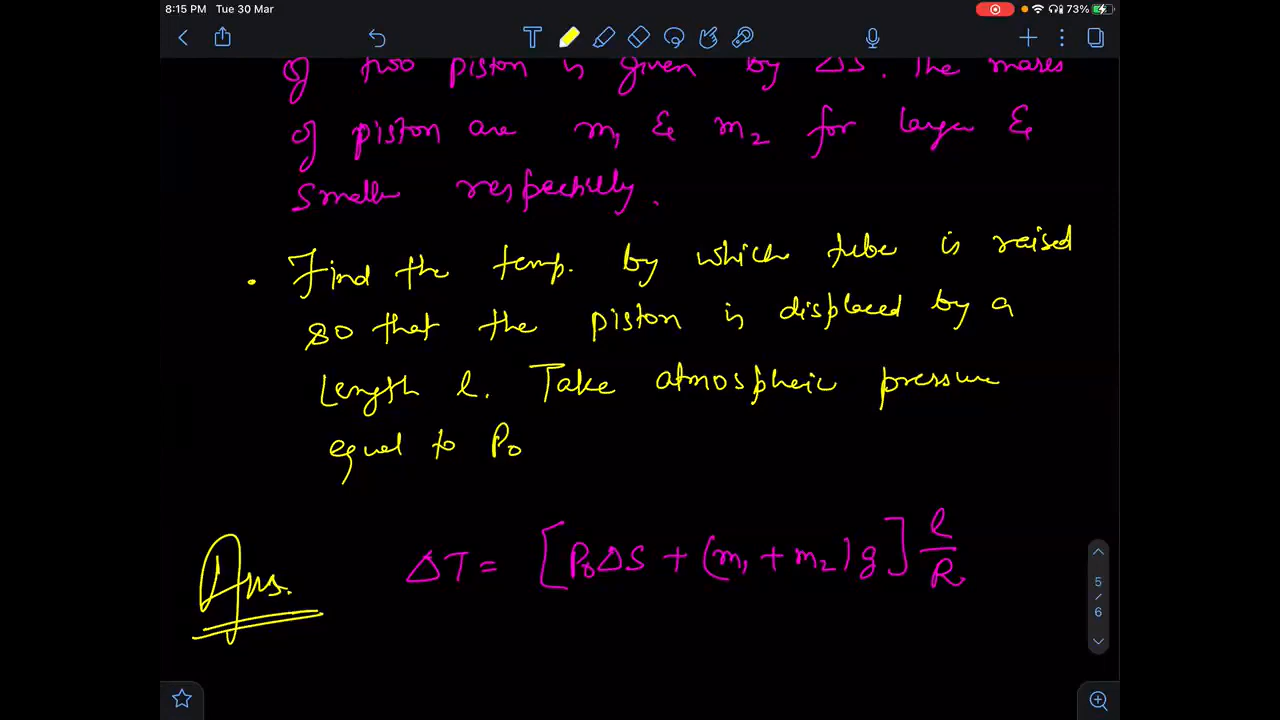 8:15 PM Tue 30 Mar
73%
T
of two piston is given by ΔS. The masses
of piston are m₁ & m₂ for larger &
smaller respectively.
• Find the temp. by which tube is raised
so that the piston is displaced by a
length l. Take atmospheric pressure
equal to P₀
Ans. ΔT = [P₀ΔS + (m₁ + m₂)g] l/R
5
/
6